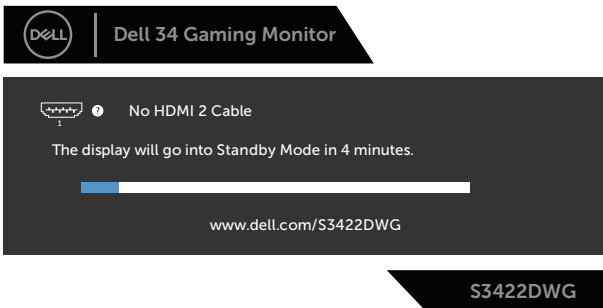 DELL
Dell 34 Gaming Monitor
? No HDMI 2 Cable
1
The display will go into Standby Mode in 4 minutes.
www.dell.com/S3422DWG
S3422DWG